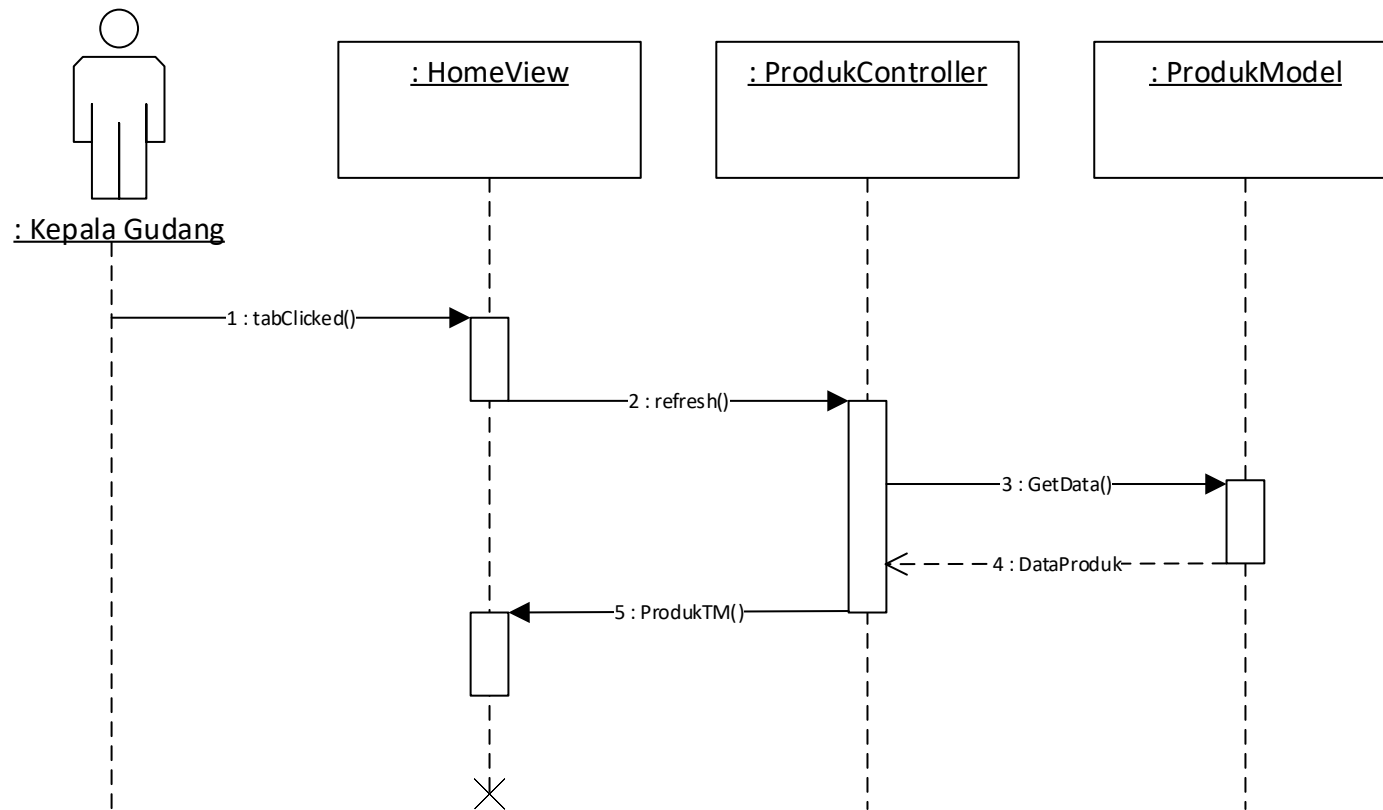 : HomeView
: ProdukController
: ProdukModel
: Kepala Gudang
1 : tabClicked()
2 : refresh()
3 : GetData()
4 : DataProduk
5 : ProdukTM()